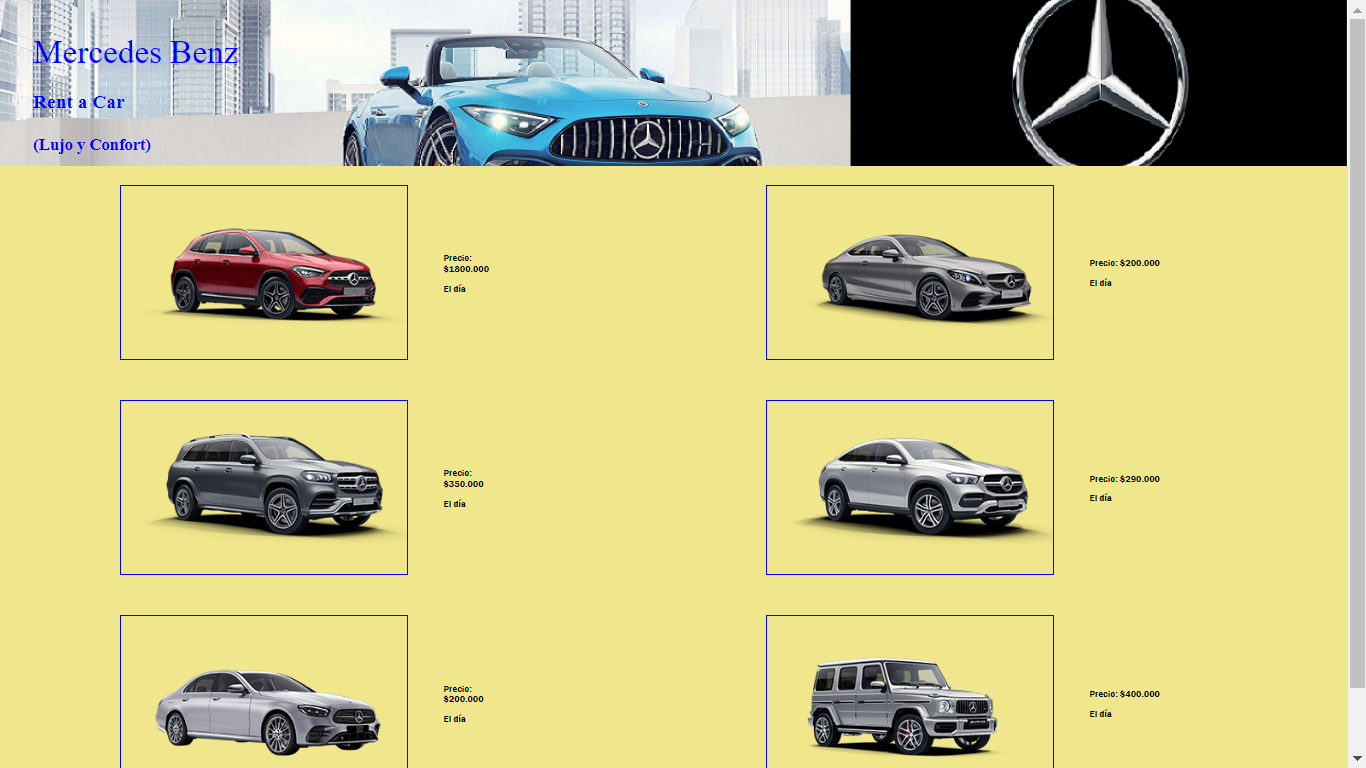 Mercedes Benz
Rent a Car
(Lujo y Confort)
Precio:
$1800.000
El día
Precio: $200.000
El día
Precio:
$350.000
El día
Precio: $290.000
El día
Precio:
$200.000
El día
Precio: $400.000
El día